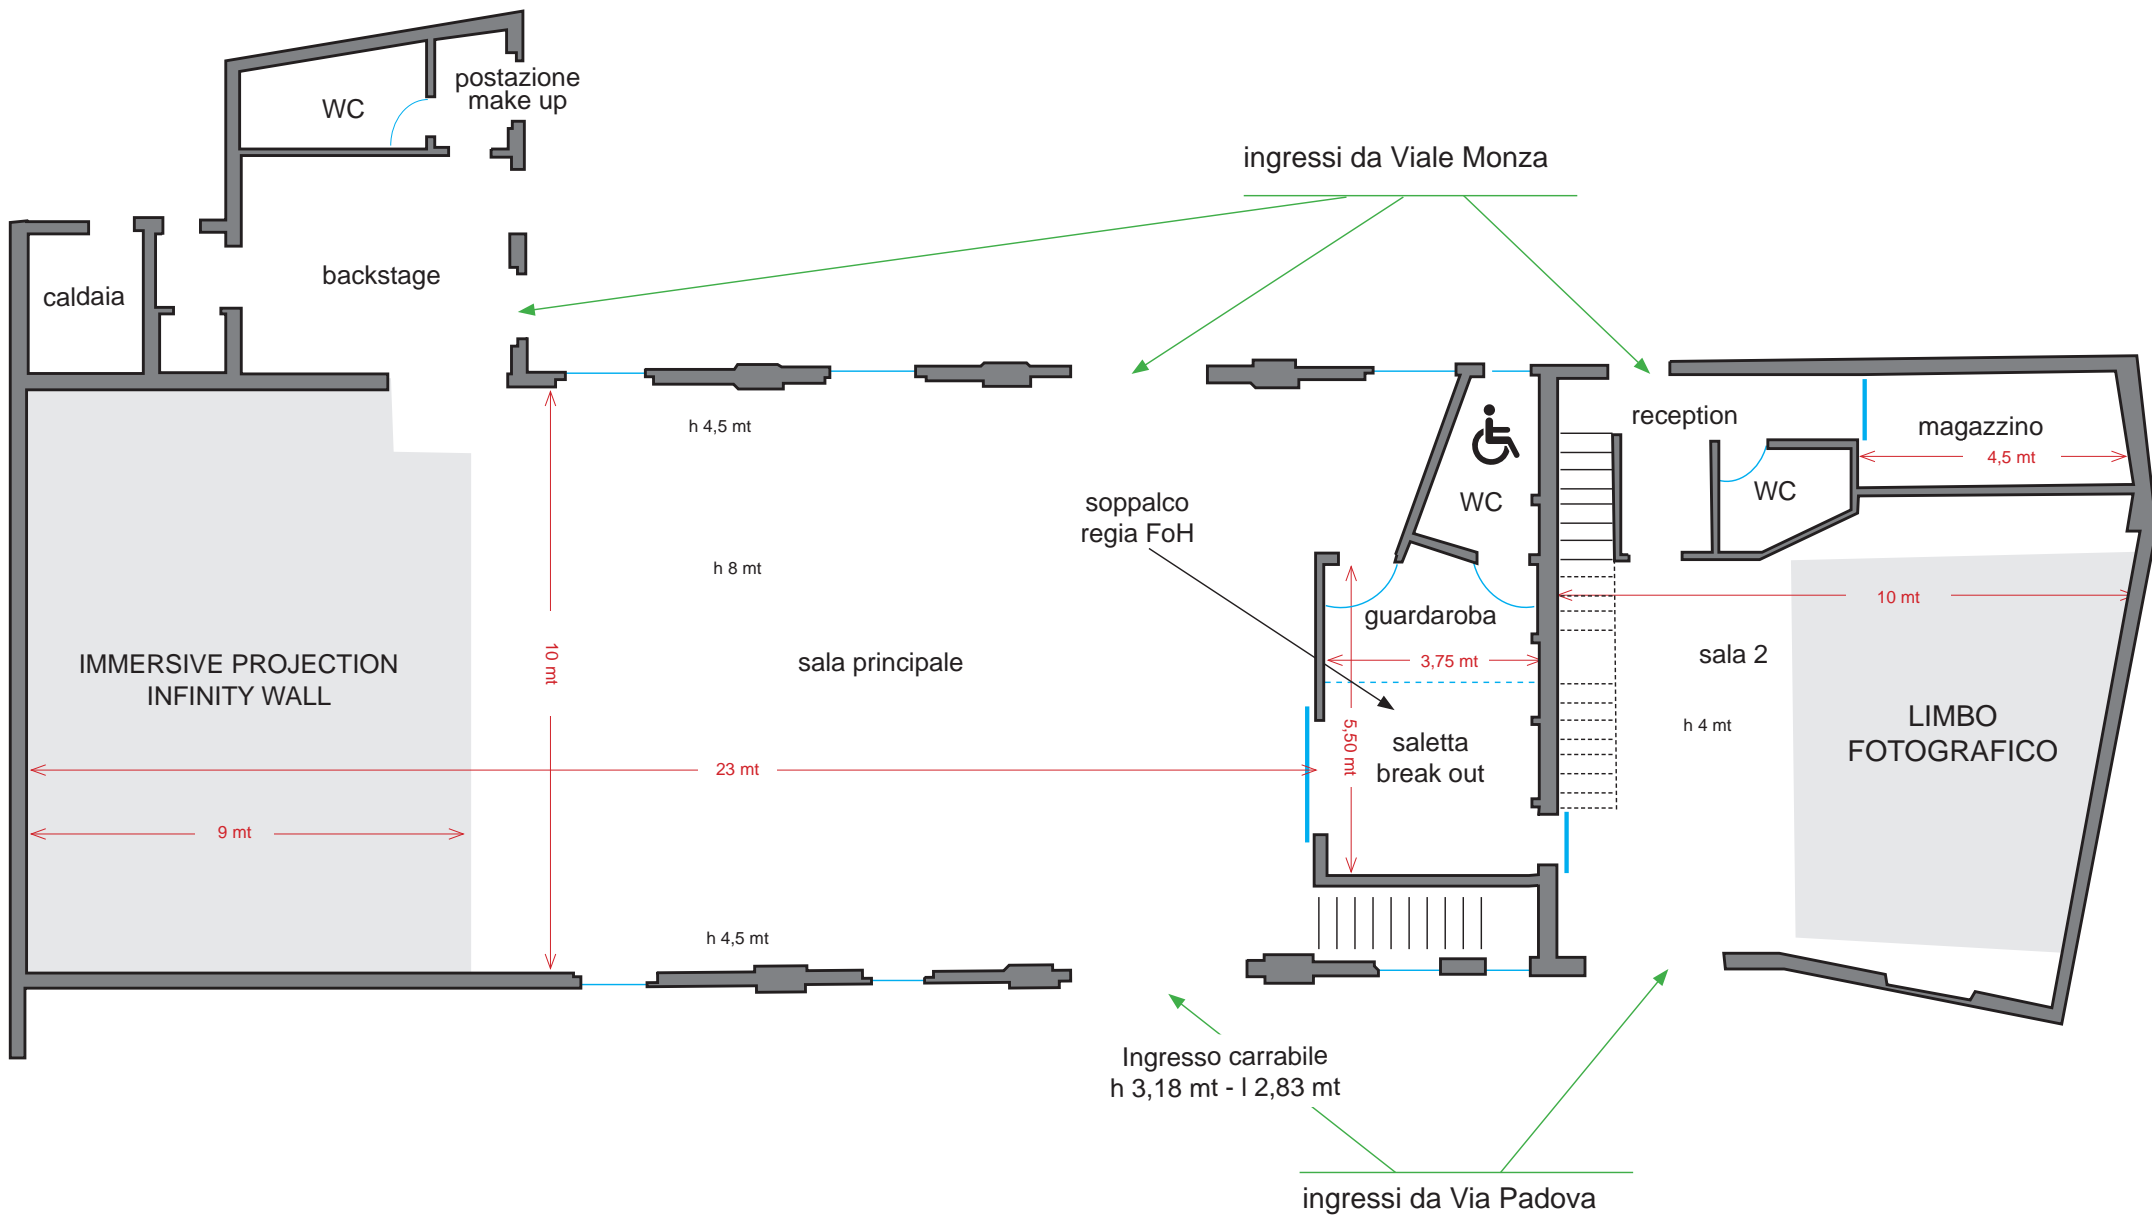 postazione
make up
WC
ingressi da Viale Monza
backstage
caldaia
h 4,5 mt
reception
magazzino
4,5 mt
WC
WC
soppalco
regia FoH
h 8 mt
10 mt
guardaroba
3,75 mt
sala principale
sala 2
IMMERSIVE PROJECTION
INFINITY WALL
10 mt
5,50 mt
h 4 mt
LIMBO
FOTOGRAFICO
saletta
break out
23 mt
9 mt
h 4,5 mt
Ingresso carrabile
h 3,18 mt - l 2,83 mt
ingressi da Via Padova